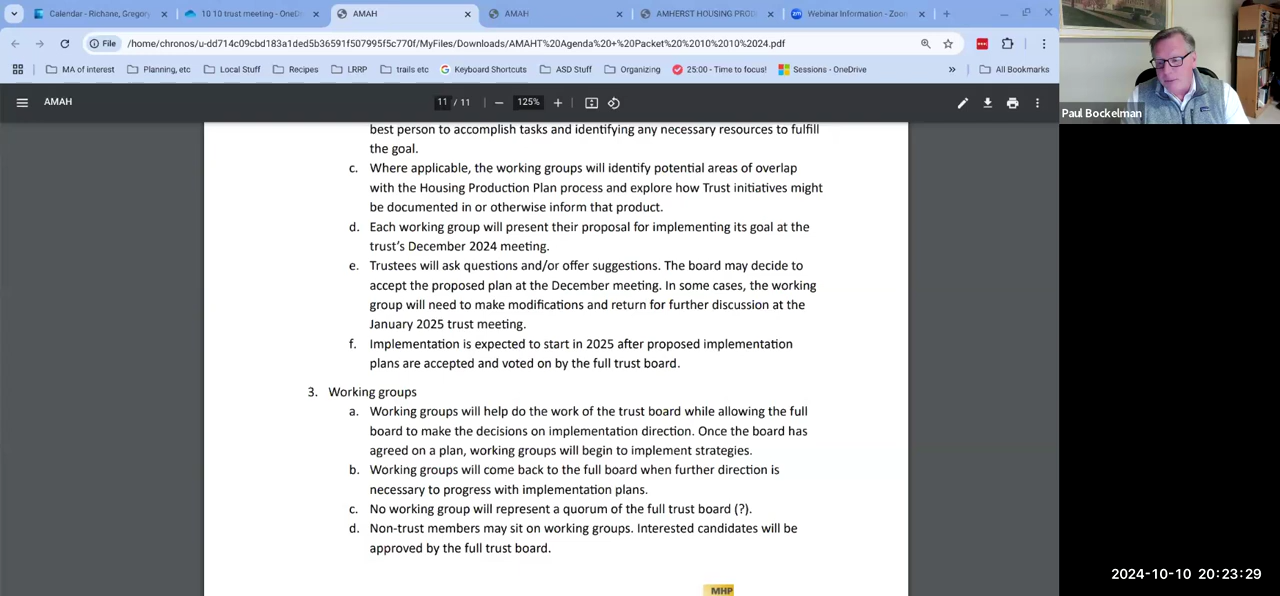 Calendar - Richane, Gregory
10 10 trust meeting - OneDr
AMAH
AMAH
AMHERST HOUSING PROD
Webinar Information - Zoom
File
/home/chronos/u-dd714c09cbd183a1ded5b36591f507995f5c770f/MyFiles/Downloads/AMAHT%20Agenda%20+%20Packet%20%2010%2010%2024.pdf
MA of interest
Planning, etc
Local Stuff
Recipes
LRRP
trails etc
Keyboard Shortcuts
ASD Stuff
Organizing
25:00 - Time to focus!
Sessions - OneDrive
»
All Bookmarks
AMAH
11 / 11
125%
best person to accomplish tasks and identifying any necessary resources to fulfill
the goal.
c. Where applicable, the working groups will identify potential areas of overlap
with the Housing Production Plan process and explore how Trust initiatives might
be documented in or otherwise inform that product.
d. Each working group will present their proposal for implementing its goal at the
trust’s December 2024 meeting.
e. Trustees will ask questions and/or offer suggestions. The board may decide to
accept the proposed plan at the December meeting. In some cases, the working
group will need to make modifications and return for further discussion at the
January 2025 trust meeting.
f. Implementation is expected to start in 2025 after proposed implementation
plans are accepted and voted on by the full trust board.
3. Working groups
a. Working groups will help do the work of the trust board while allowing the full
board to make the decisions on implementation direction. Once the board has
agreed on a plan, working groups will begin to implement strategies.
b. Working groups will come back to the full board when further direction is
necessary to progress with implementation plans.
c. No working group will represent a quorum of the full trust board (?).
d. Non-trust members may sit on working groups. Interested candidates will be
approved by the full trust board.
MHP
Paul Bockelman
2024-10-10 20:23:29